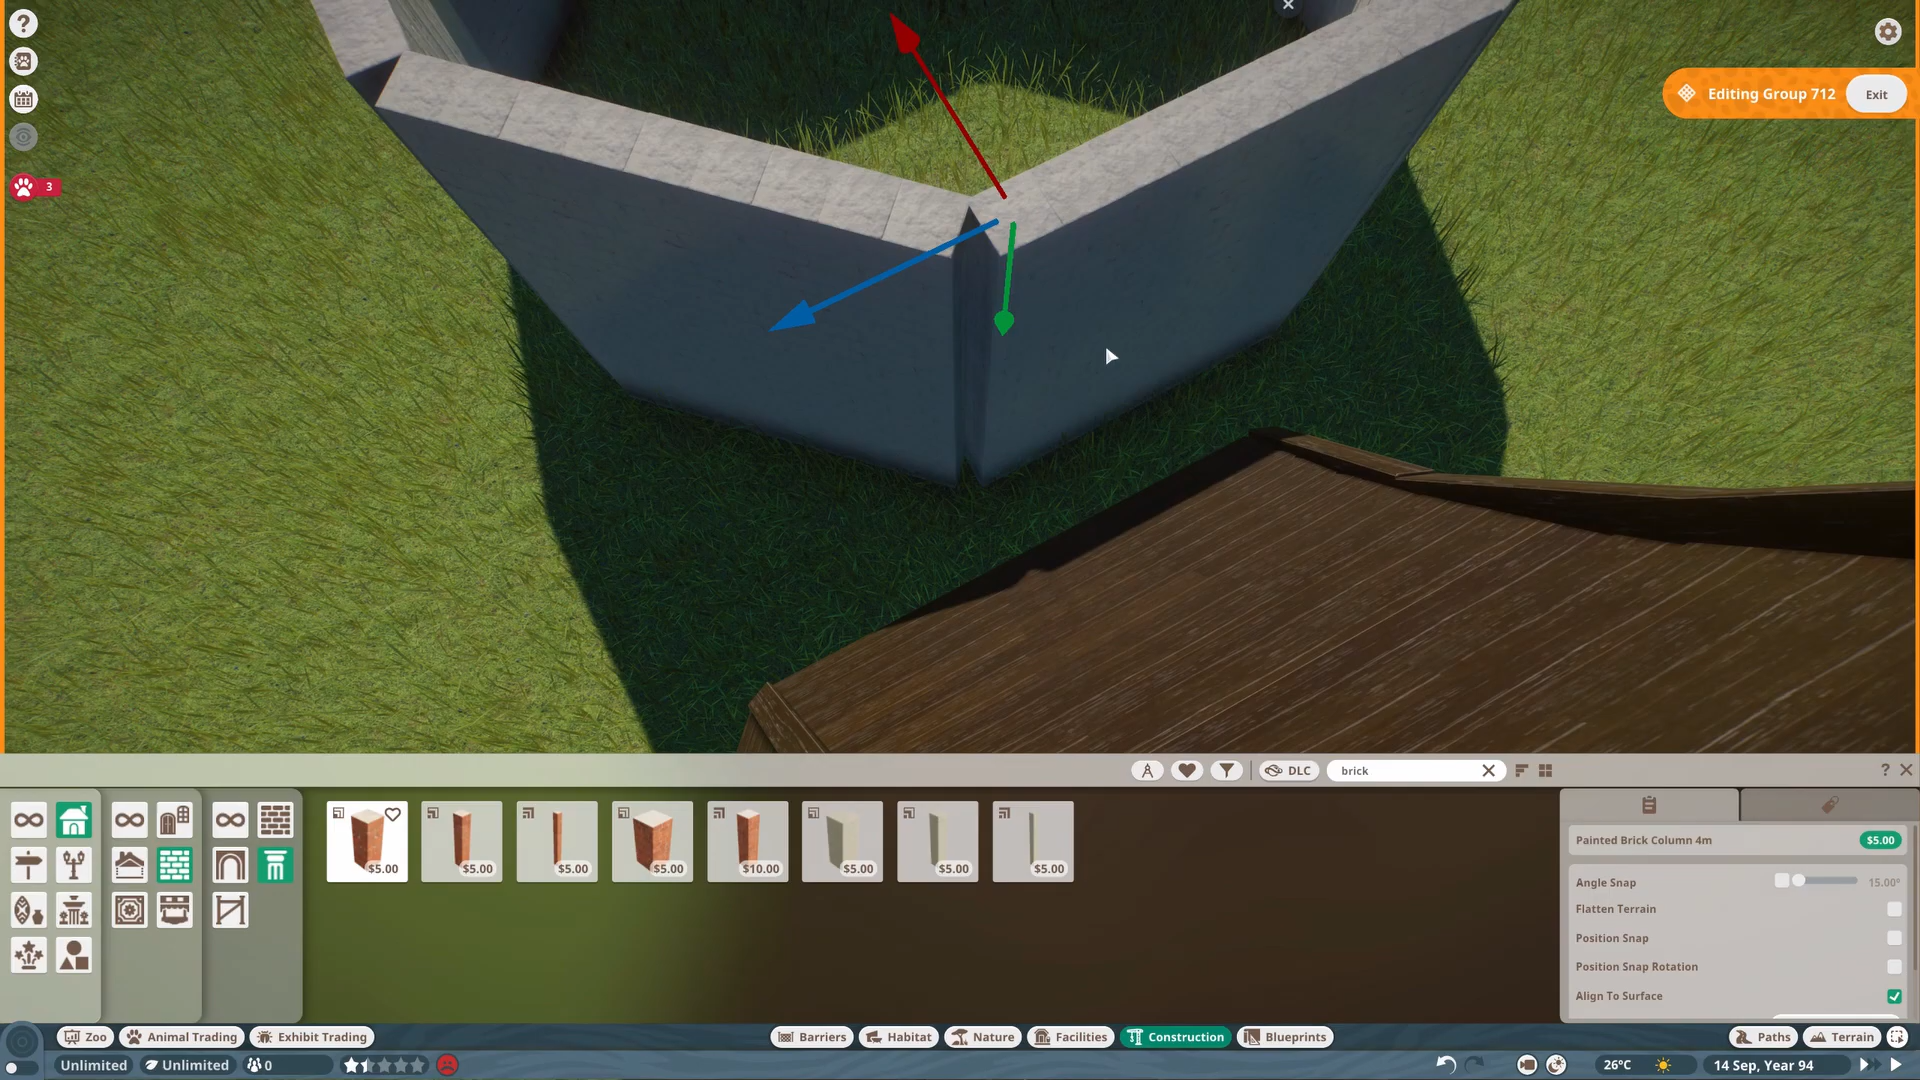 Editing Group 712
Exit
3
DLC
brick
$5.00
$5.00
$5.00
$5.00
$10.00
$5.00
$5.00
$5.00
Painted Brick Column 4m
$5.00
Angle Snap
15.00°
Flatten Terrain
Position Snap
Position Snap Rotation
Align To Surface
Zoo
Animal Trading
Exhibit Trading
Barriers
Habitat
Nature
Facilities
Construction
Blueprints
Paths
Terrain
Unlimited
Unlimited
0
26°C
14 Sep, Year 94